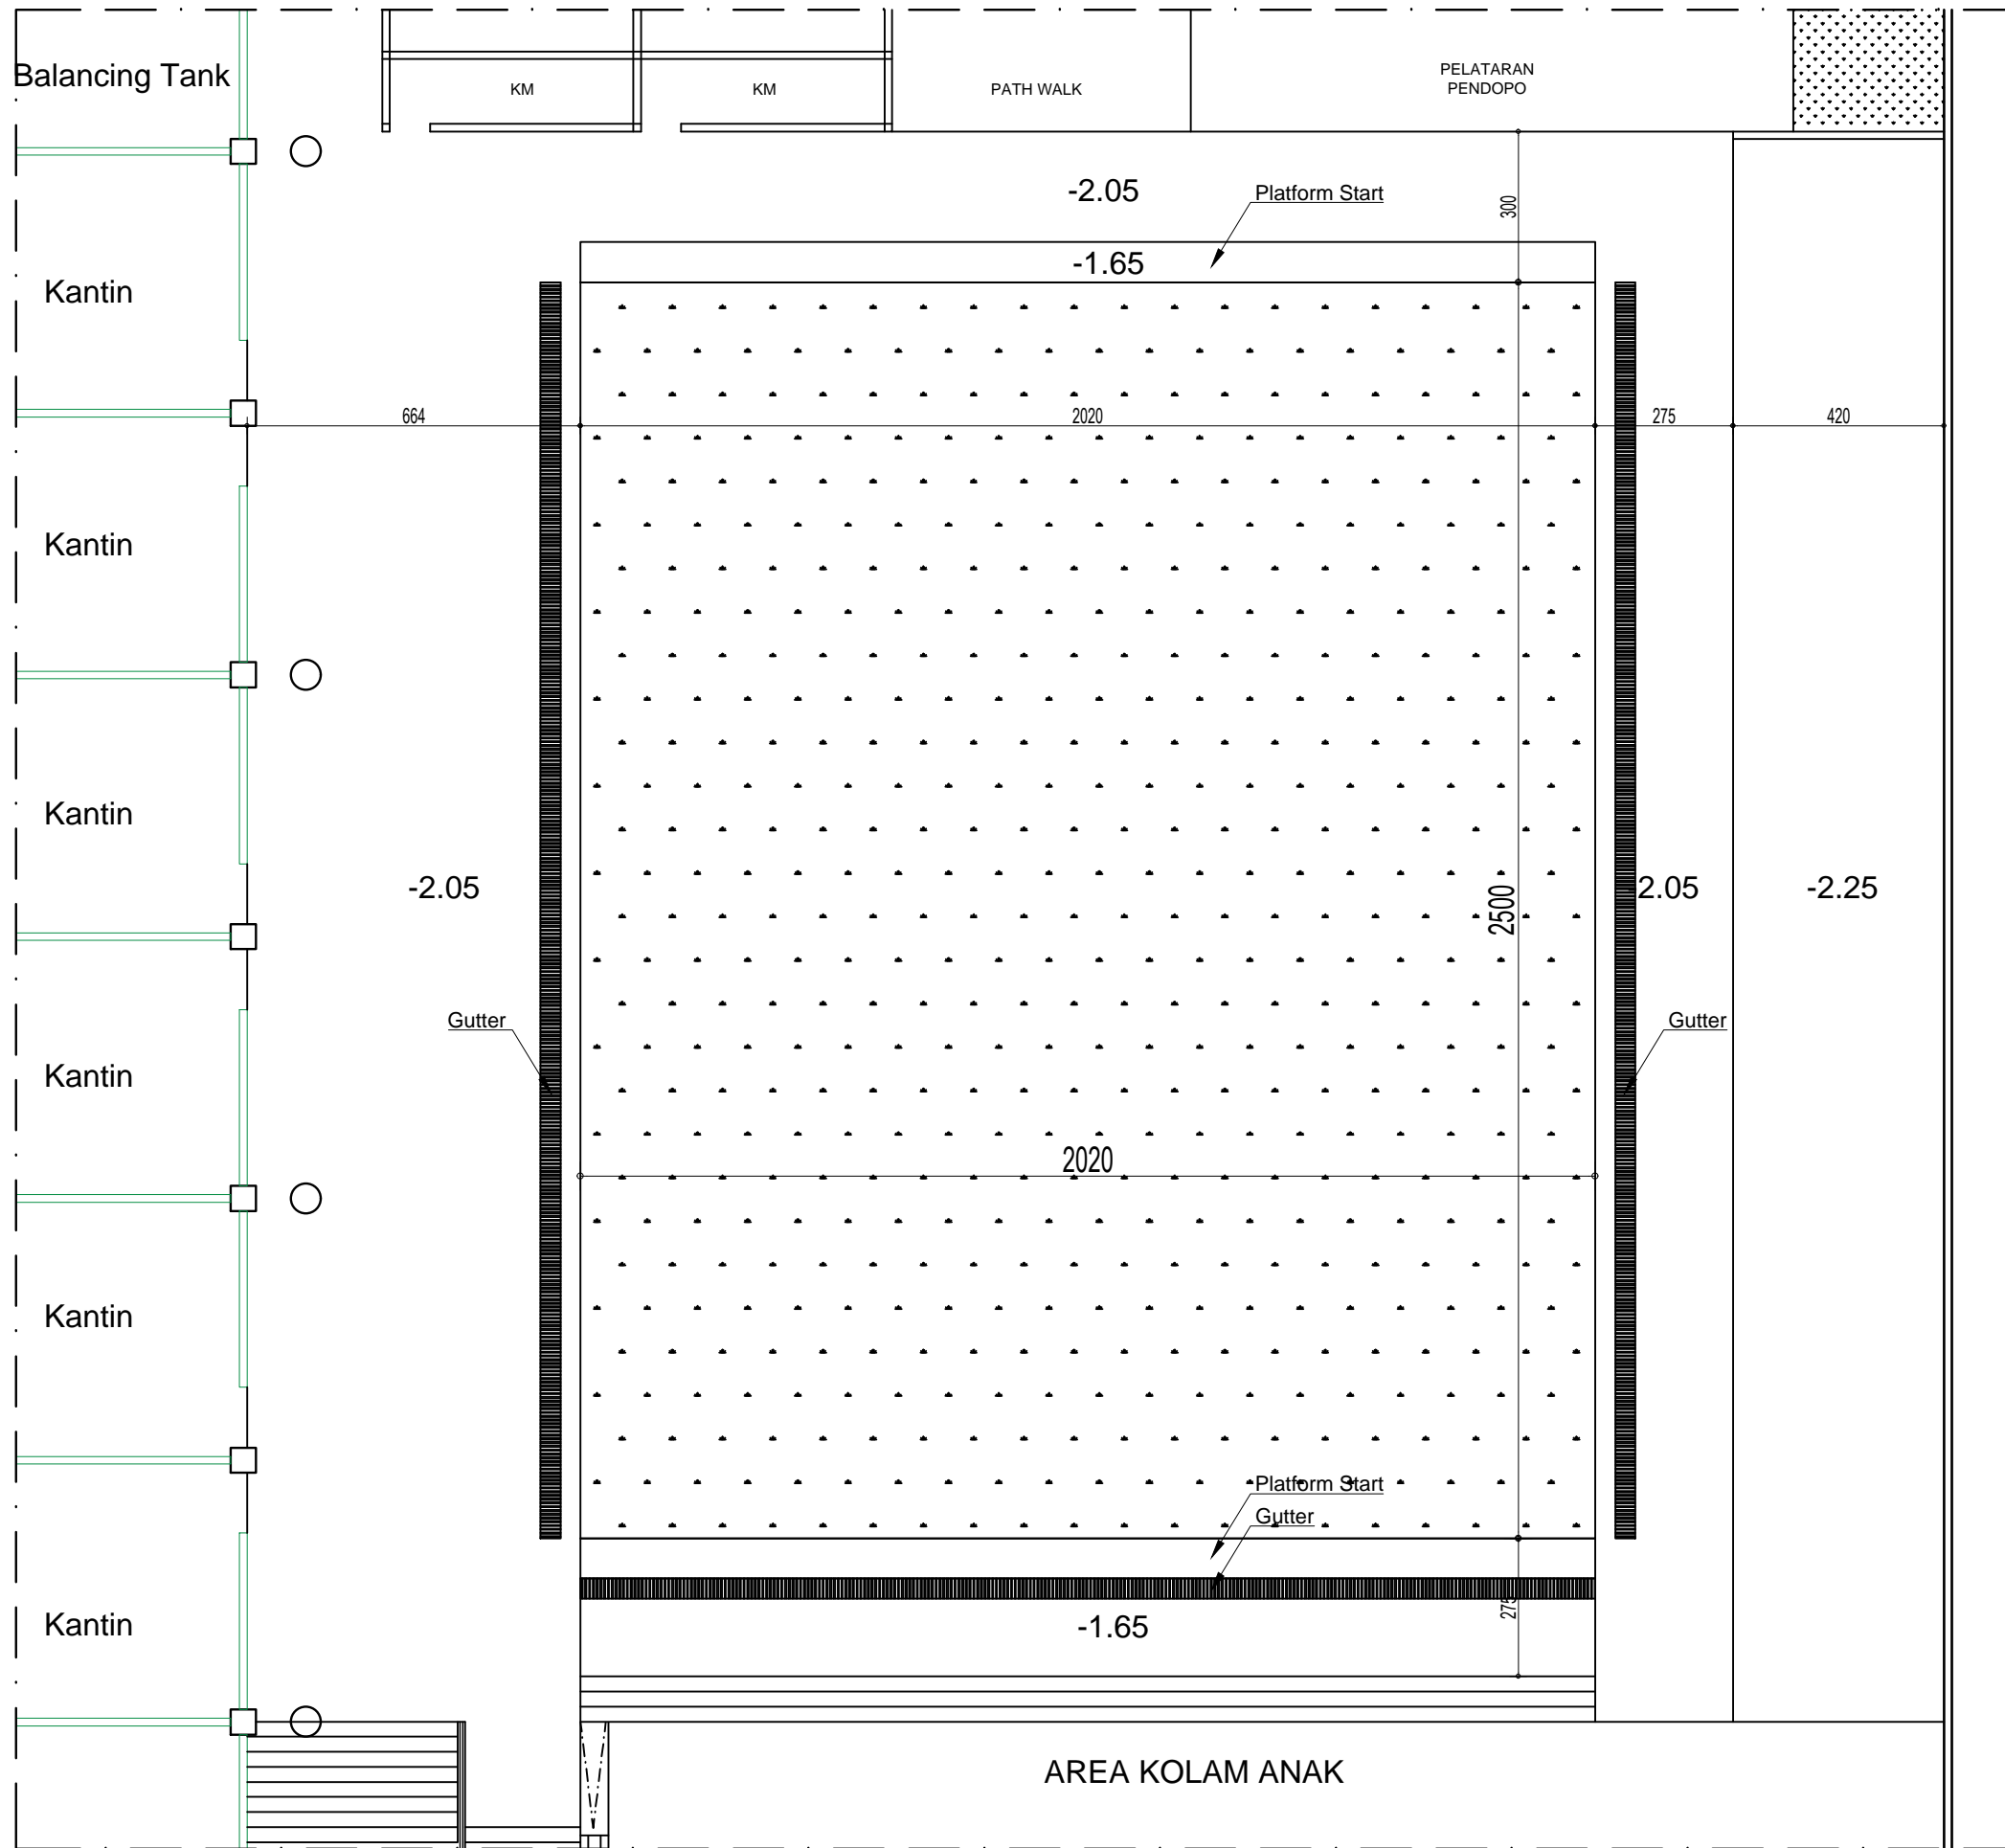 Balancing Tank
KM
KM
PATH WALK
PELATARAN
PENDOPO
-2.05
Platform Start
300
-1.65
Kantin
664
2020
275
420
Kantin
Kantin
-2.05
2500
-2.05
-2.25
Gutter
Gutter
Kantin
2020
Kantin
Platform Start
Gutter
275
-1.65
Kantin
AREA KOLAM ANAK